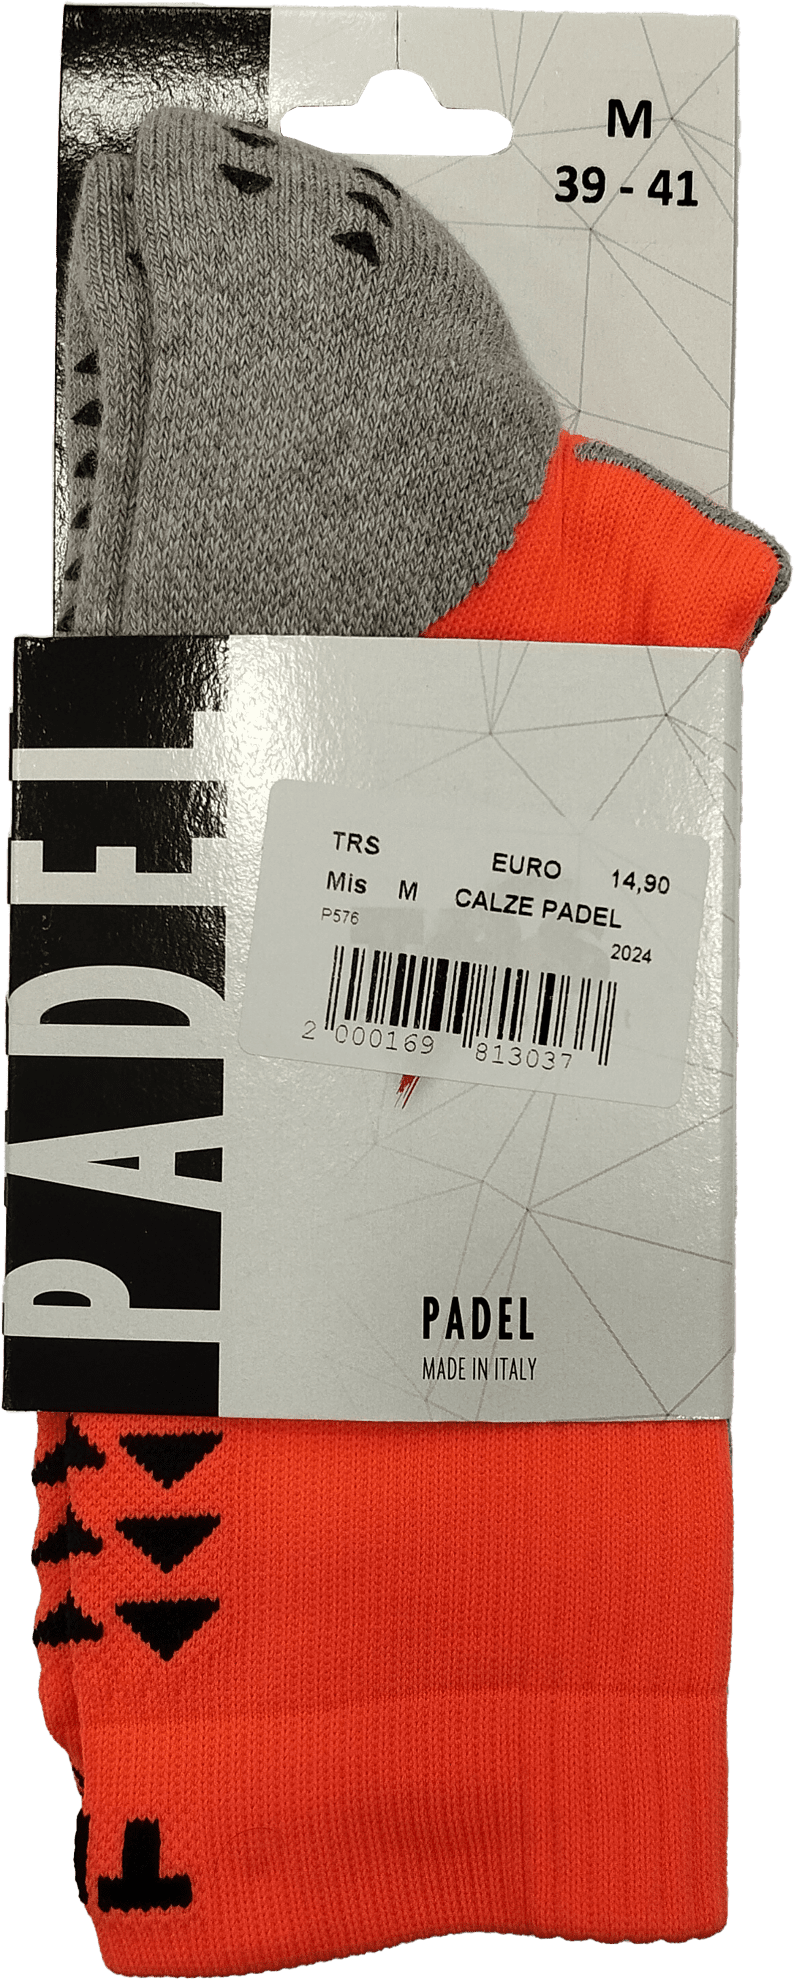 M
39 - 41
PADEL
TRS EURO 14,90
Mis M CALZE PADEL
P576 2024
2 000169 813037
PADEL
MADE IN ITALY
T